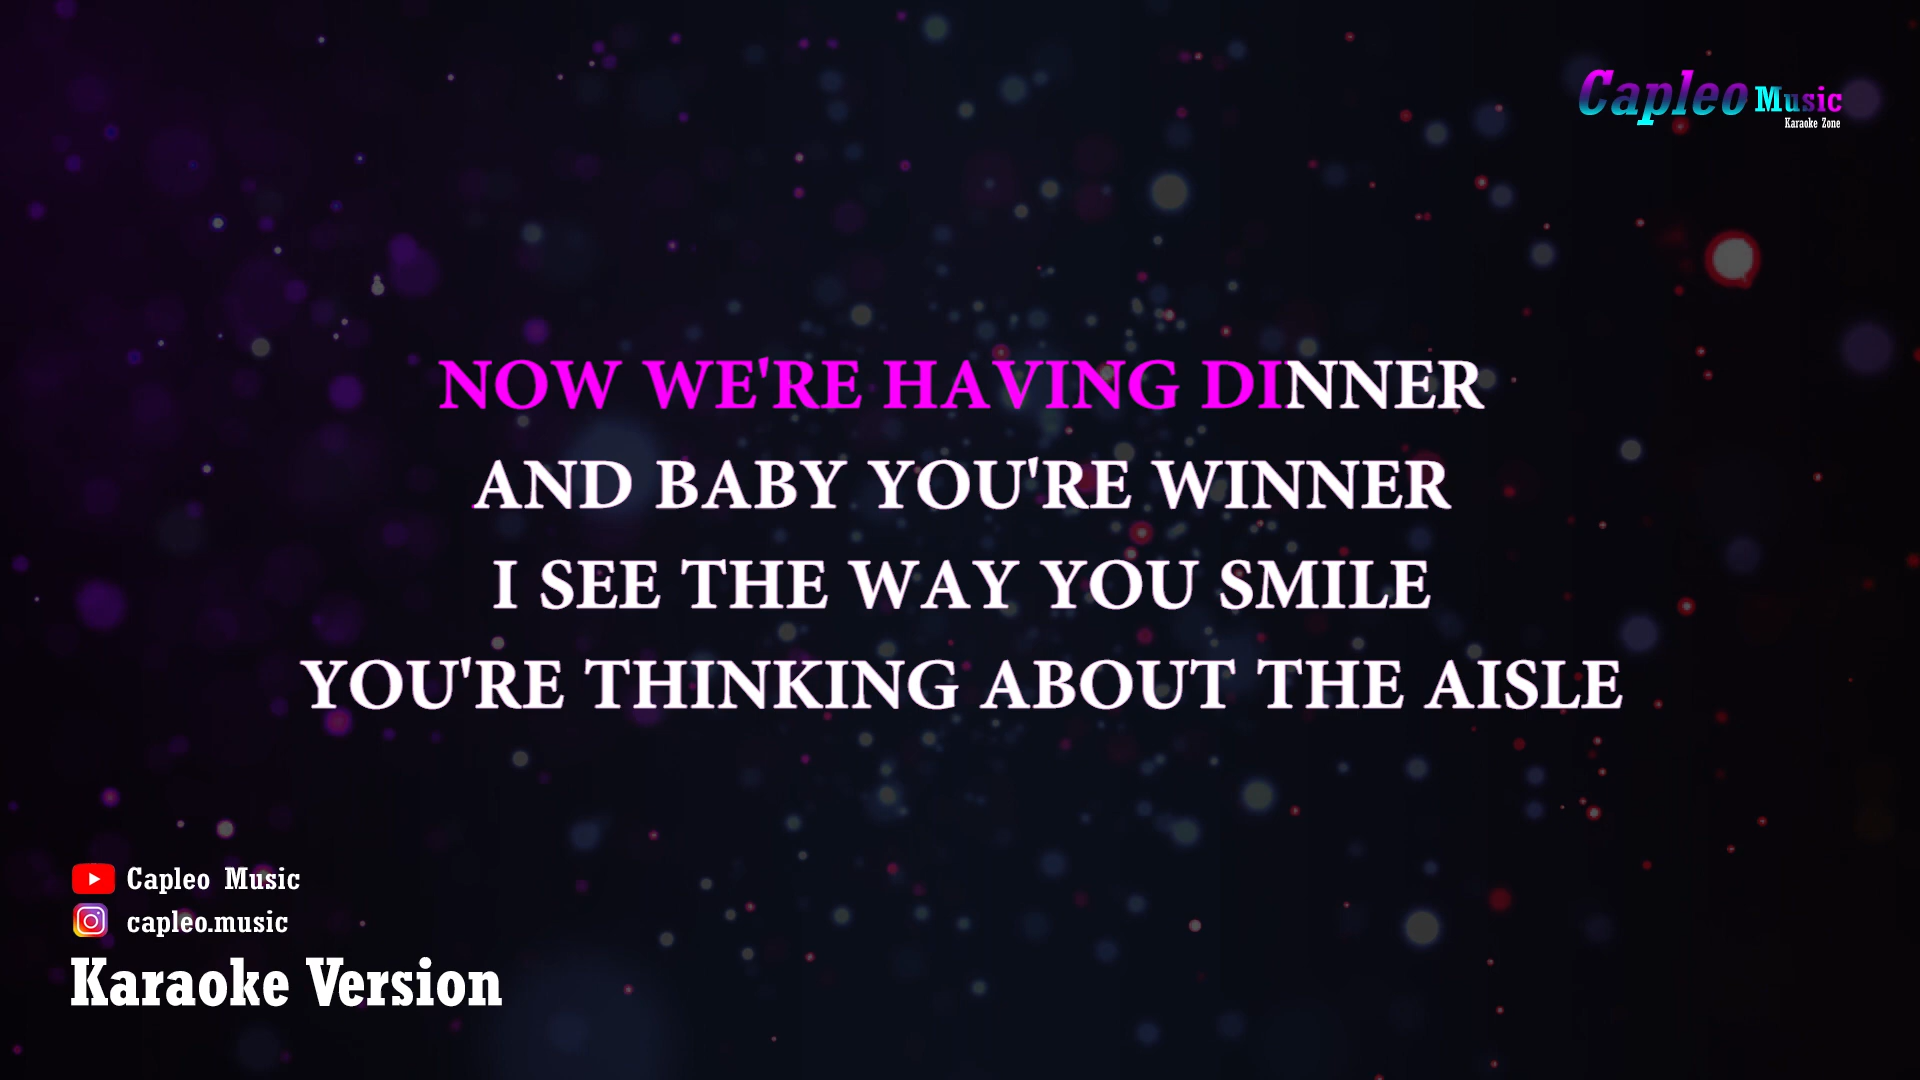 Capleo Music
Karaoke Zone
NOW WE'RE HAVING DINNER
AND BABY YOU'RE WINNER
I SEE THE WAY YOU SMILE
YOU'RE THINKING ABOUT THE AISLE
Capleo Music
capleo.music
Karaoke Version